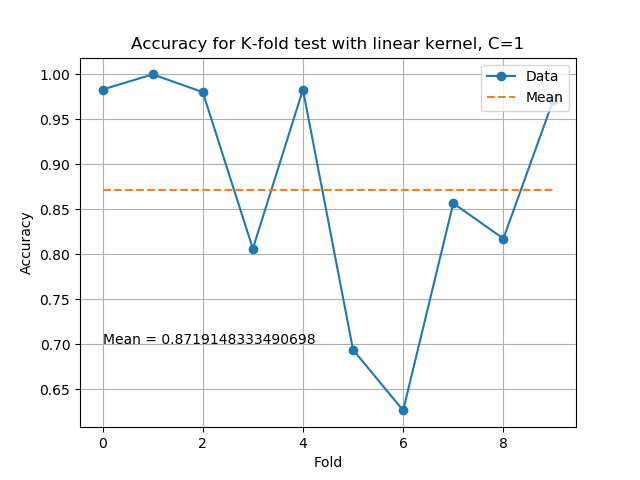 Accuracy for K-fold test with linear kernel, C=1
1.00
0.95
0.90
0.85
0.80
0.75
0.70
0.65
Accuracy
Data
Mean
Mean = 0.8719148333490698
0 2 4 6 8
Fold